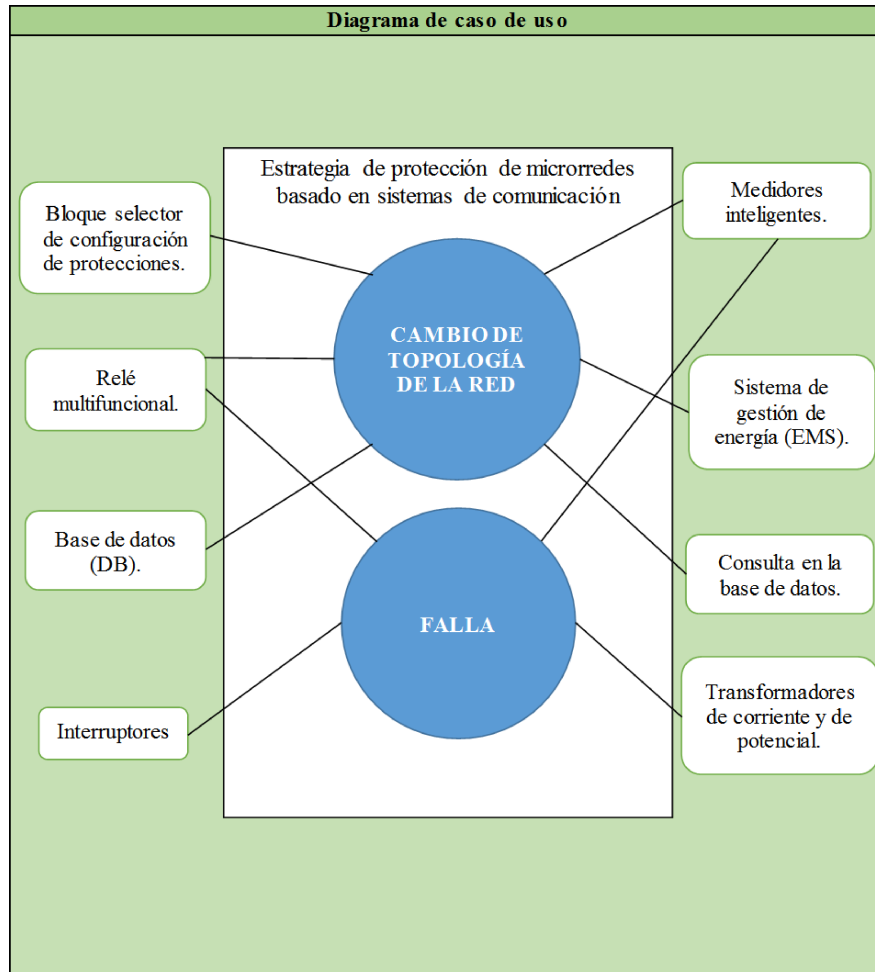 Diagrama de caso de uso
Estrategia de protección de microrredes
basado en sistemas de comunicación
Bloque selector
de configuración
de protecciones.
Relé
multifuncional.
Base de datos
(DB).
Interruptores
CAMBIO DE
TOPOLOGÍA
DE LA RED
FALLA
Medidores
inteligentes.
Sistema de
gestión de
energía (EMS).
Consulta en la
base de datos.
Transformadores
de corriente y de
potencial.